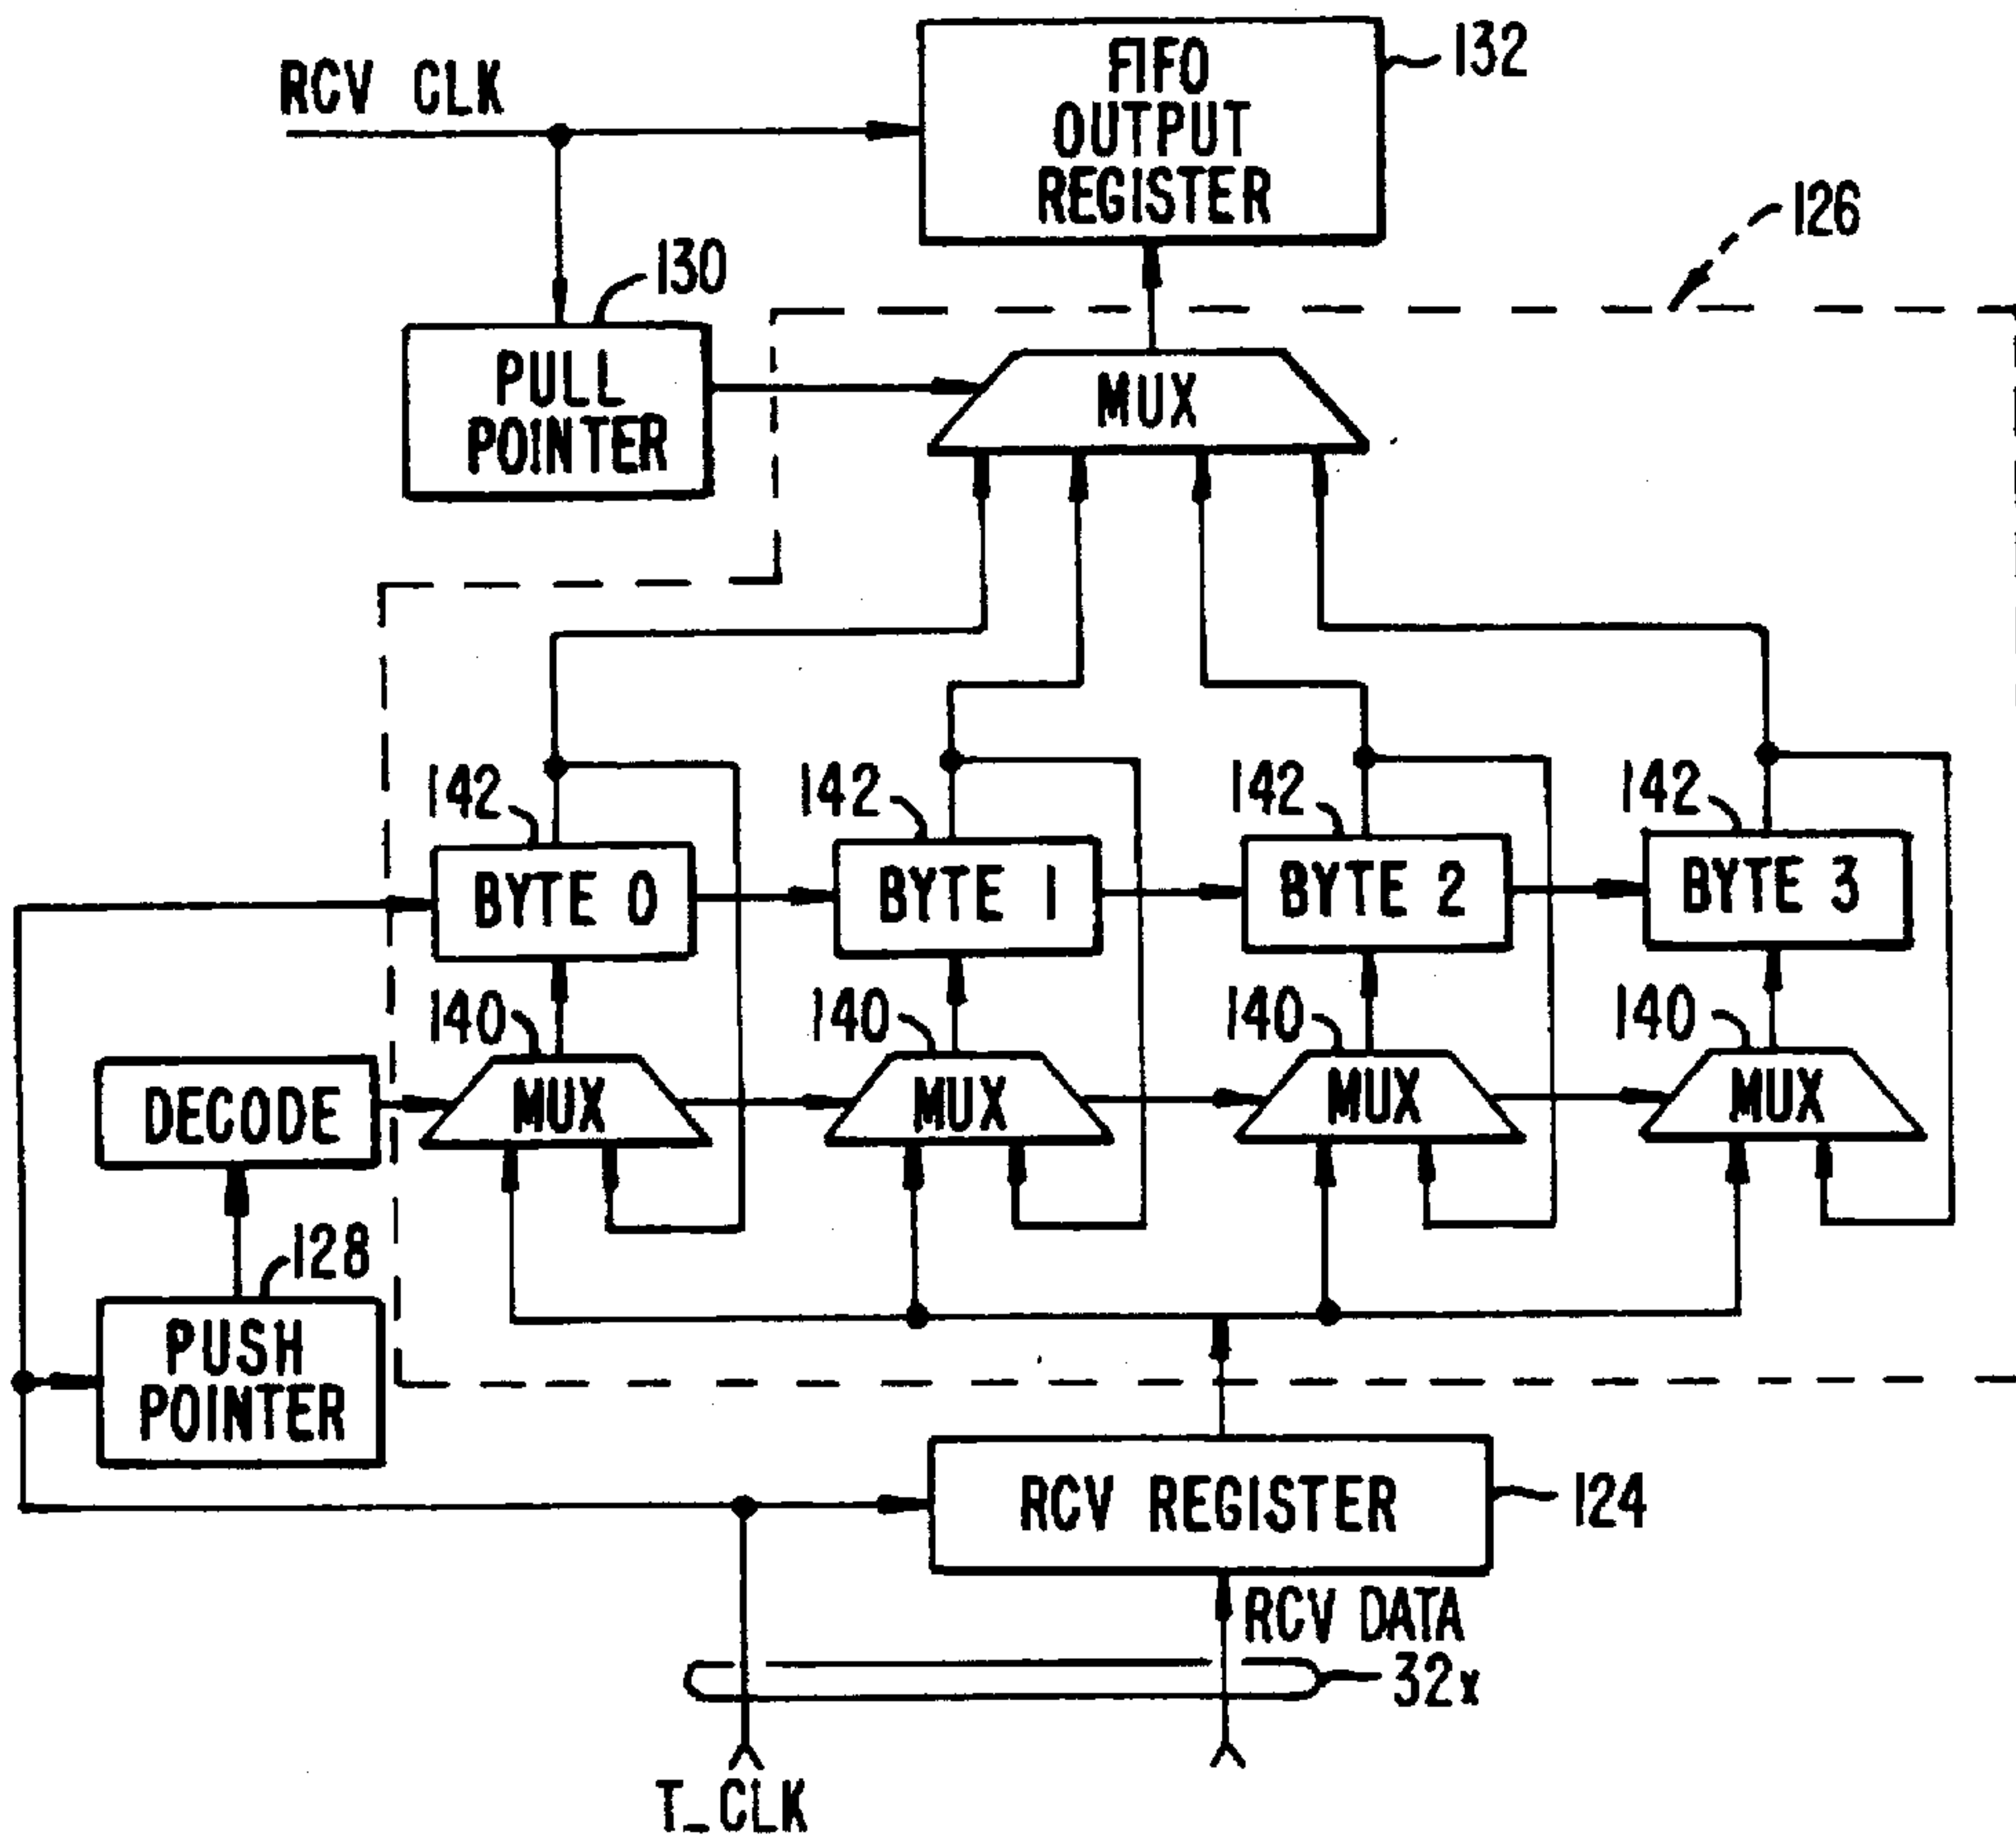 RCV CLK
FIFO
OUTPUT
REGISTER
132
126
130
PULL
POINTER
MUX
142
142
142
142
BYTE 0
BYTE 1
BYTE 2
BYTE 3
140
140
140
140
DECODE
MUX
MUX
MUX
MUX
128
PUSH
POINTER
RCV REGISTER
124
RCV DATA
32x
T_CLK